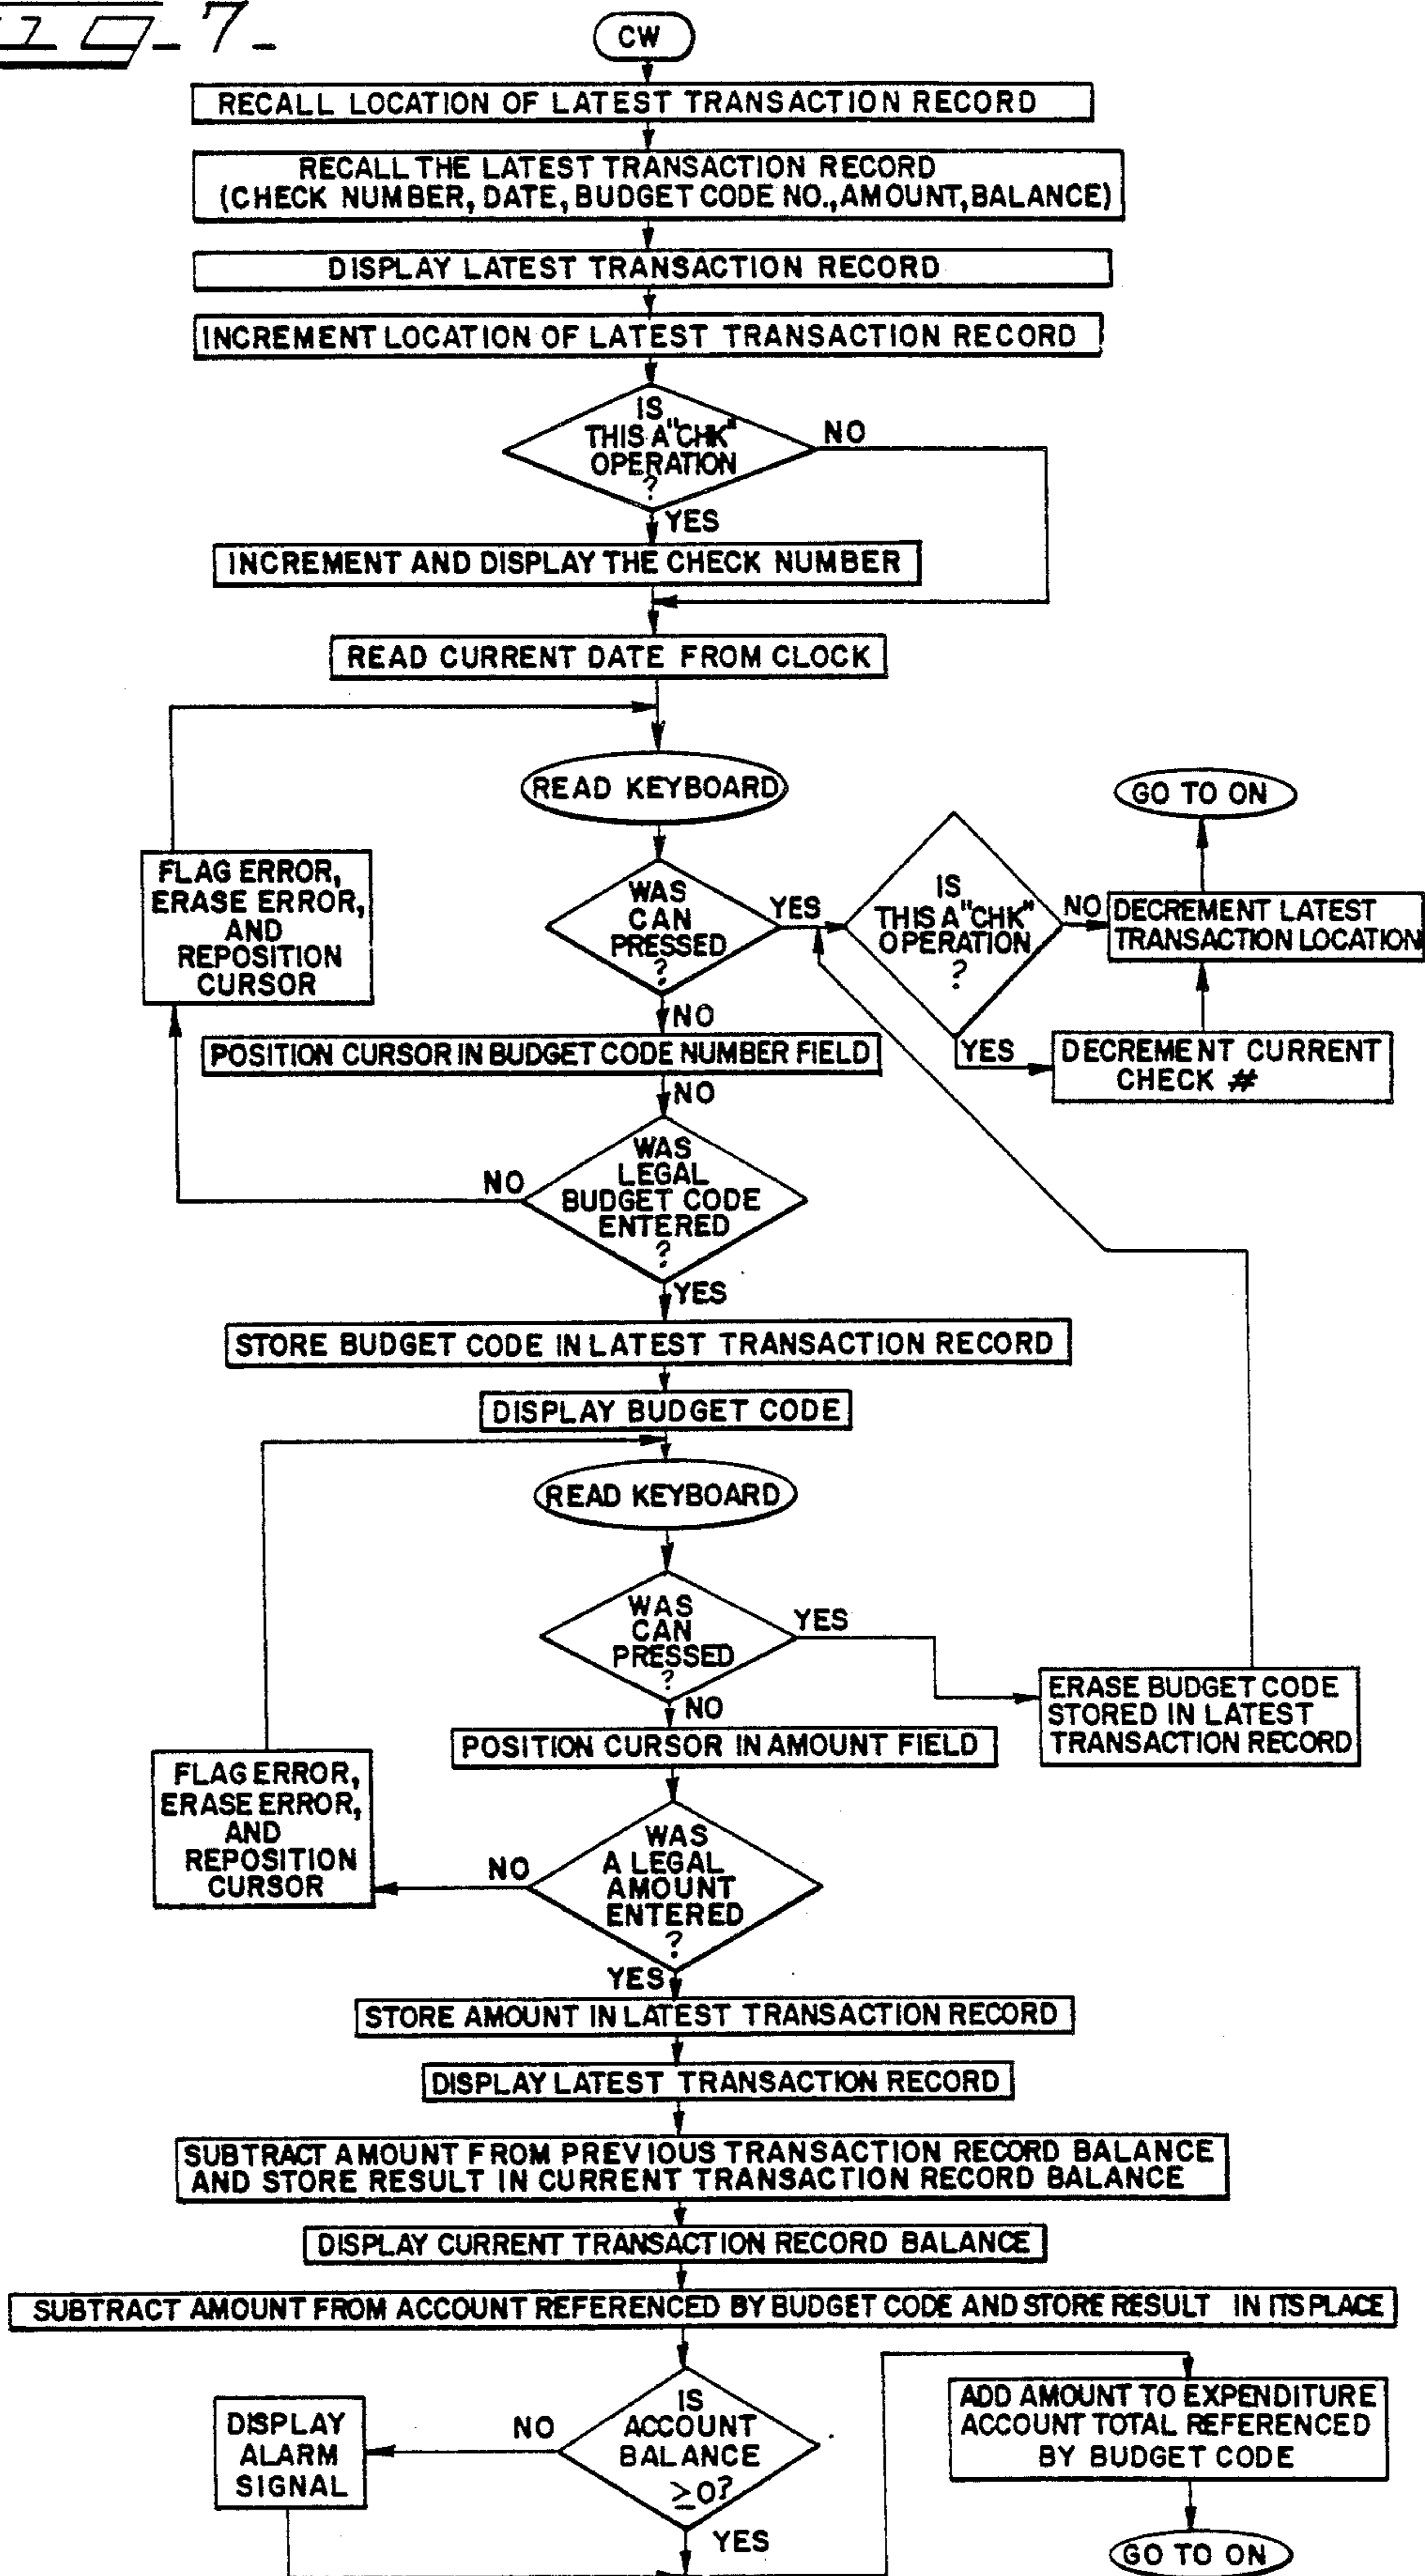 FIG-7-
CW
RECALL LOCATION OF LATEST TRANSACTION RECORD
RECALL THE LATEST TRANSACTION RECORD
(CHECK NUMBER, DATE, BUDGET CODE NO., AMOUNT, BALANCE)
DISPLAY LATEST TRANSACTION RECORD
INCREMENT LOCATION OF LATEST TRANSACTION RECORD
IS
THIS A "CHK"
OPERATION
?
NO
YES
INCREMENT AND DISPLAY THE CHECK NUMBER
READ CURRENT DATE FROM CLOCK
READ KEYBOARD
GO TO ON
FLAG ERROR,
ERASE ERROR,
AND
REPOSITION
CURSOR
WAS
CAN
PRESSED
?
YES
IS
THIS A "CHK"
OPERATION
?
NO
DECREMENT LATEST
TRANSACTION LOCATION
NO
POSITION CURSOR IN BUDGET CODE NUMBER FIELD
YES
DECREMENT CURRENT
CHECK #
NO
WAS
LEGAL
BUDGET CODE
ENTERED
?
NO
YES
STORE BUDGET CODE IN LATEST TRANSACTION RECORD
DISPLAY BUDGET CODE
READ KEYBOARD
WAS
CAN
PRESSED
?
YES
ERASE BUDGET CODE
STORED IN LATEST
TRANSACTION RECORD
NO
POSITION CURSOR IN AMOUNT FIELD
FLAG ERROR,
ERASE ERROR,
AND
REPOSITION
CURSOR
NO
WAS
A LEGAL
AMOUNT
ENTERED
?
YES
STORE AMOUNT IN LATEST TRANSACTION RECORD
DISPLAY LATEST TRANSACTION RECORD
SUBTRACT AMOUNT FROM PREVIOUS TRANSACTION RECORD BALANCE
AND STORE RESULT IN CURRENT TRANSACTION RECORD BALANCE
DISPLAY CURRENT TRANSACTION RECORD BALANCE
SUBTRACT AMOUNT FROM ACCOUNT REFERENCED BY BUDGET CODE AND STORE RESULT IN ITS PLACE
DISPLAY
ALARM
SIGNAL
NO
IS
ACCOUNT
BALANCE
≥0?
YES
ADD AMOUNT TO EXPENDITURE
ACCOUNT TOTAL REFERENCED
BY BUDGET CODE
GO TO ON